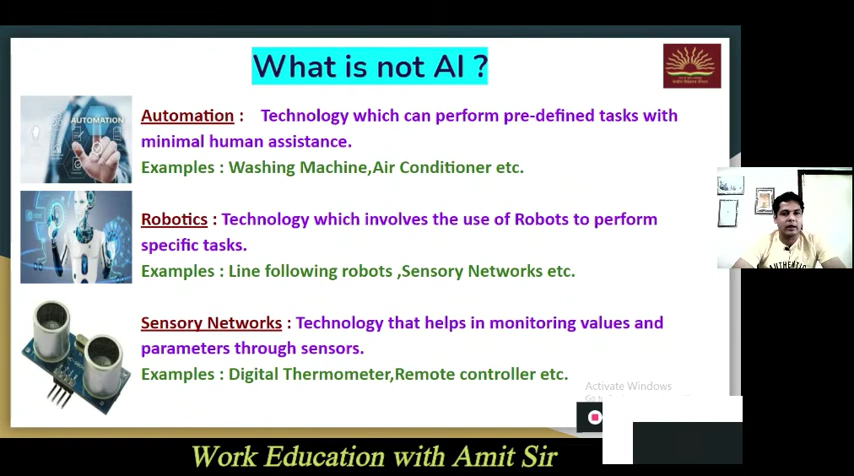 What is not AI ?
AUTOMATION
Automation :    Technology which can perform pre-defined tasks with
minimal human assistance.
Examples : Washing Machine,Air Conditioner etc.
Robotics : Technology which involves the use of Robots to perform
specific tasks.
Examples : Line following robots ,Sensory Networks etc.
Sensory Networks : Technology that helps in monitoring values and
parameters through sensors.
Examples : Digital Thermometer,Remote controller etc.
AUTHENTIC
Activate Windows
Work Education with Amit Sir